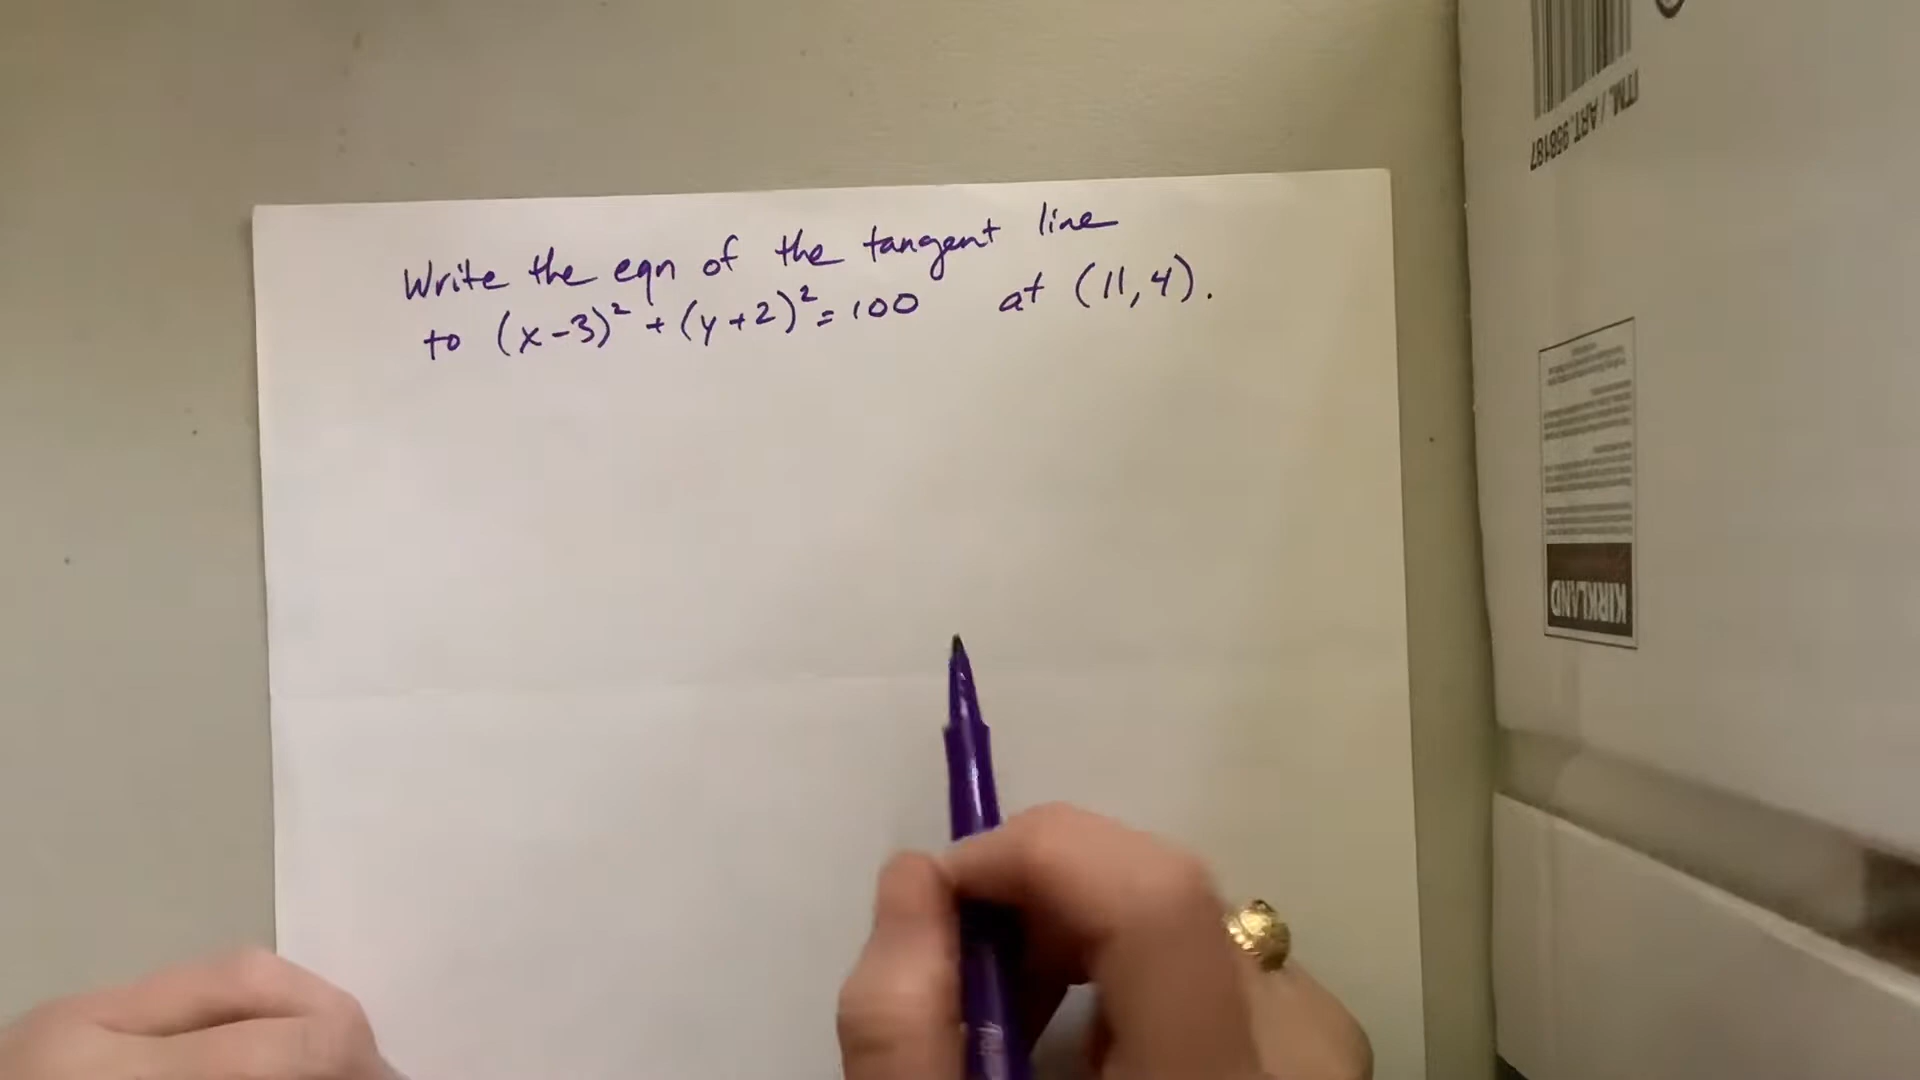 Write the eqn of the tangent line
to (x-3)² + (y+2)² = 100 at (11,4).
ITM. / ART. 958187
KIRKLAND